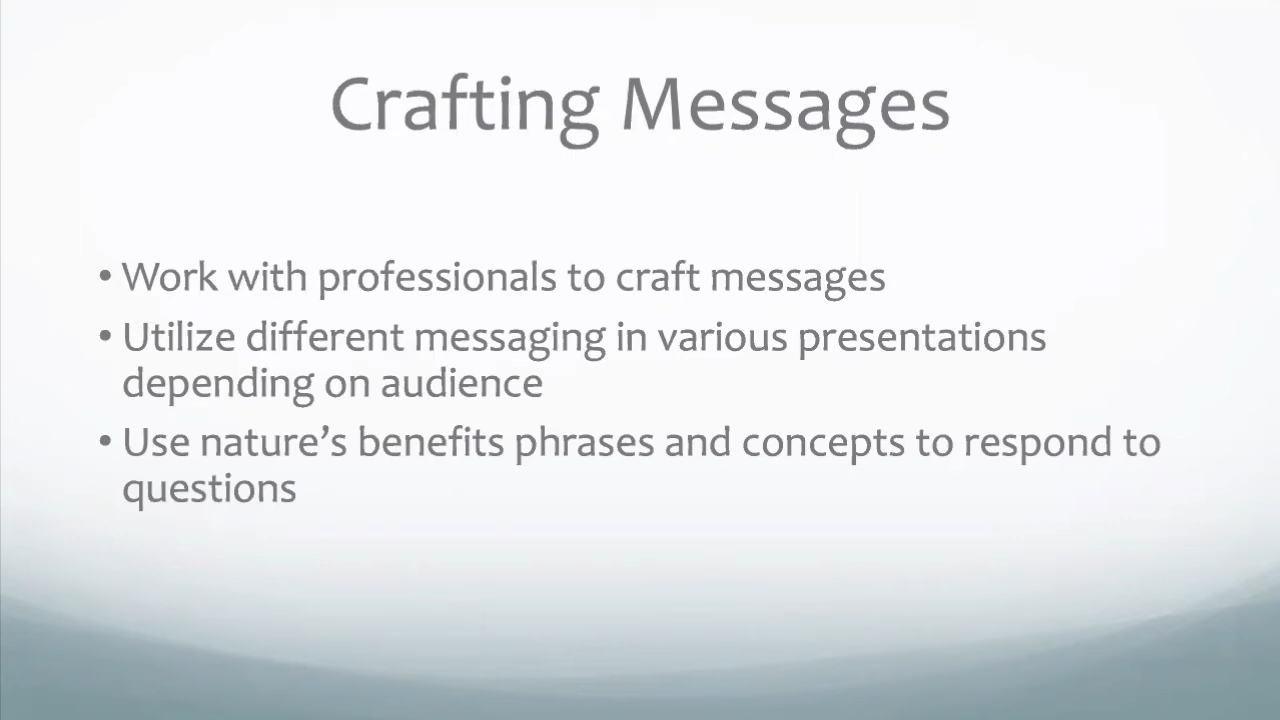 Crafting Messages
• Work with professionals to craft messages
• Utilize different messaging in various presentations
depending on audience
• Use nature’s benefits phrases and concepts to respond to
questions